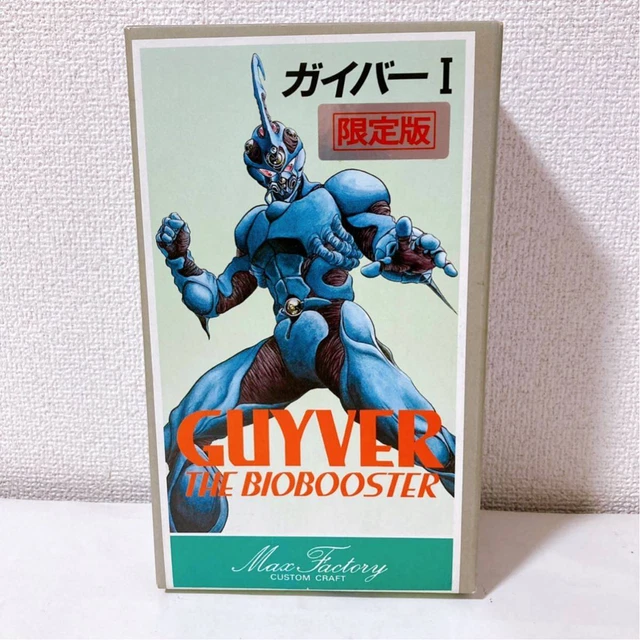 ガイバーI
限定版
GUYVER
THE BIOBOOSTER
Max Factory
CUSTOM CRAFT